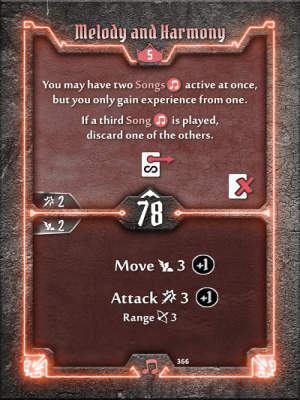 Melody and Harmony
5
You may have two Songs active at once,
but you only gain experience from one.
If a third Song is played,
discard one of the others.
S
2
78
2
Move 3 +1
Attack 3 +1
Range 3
366